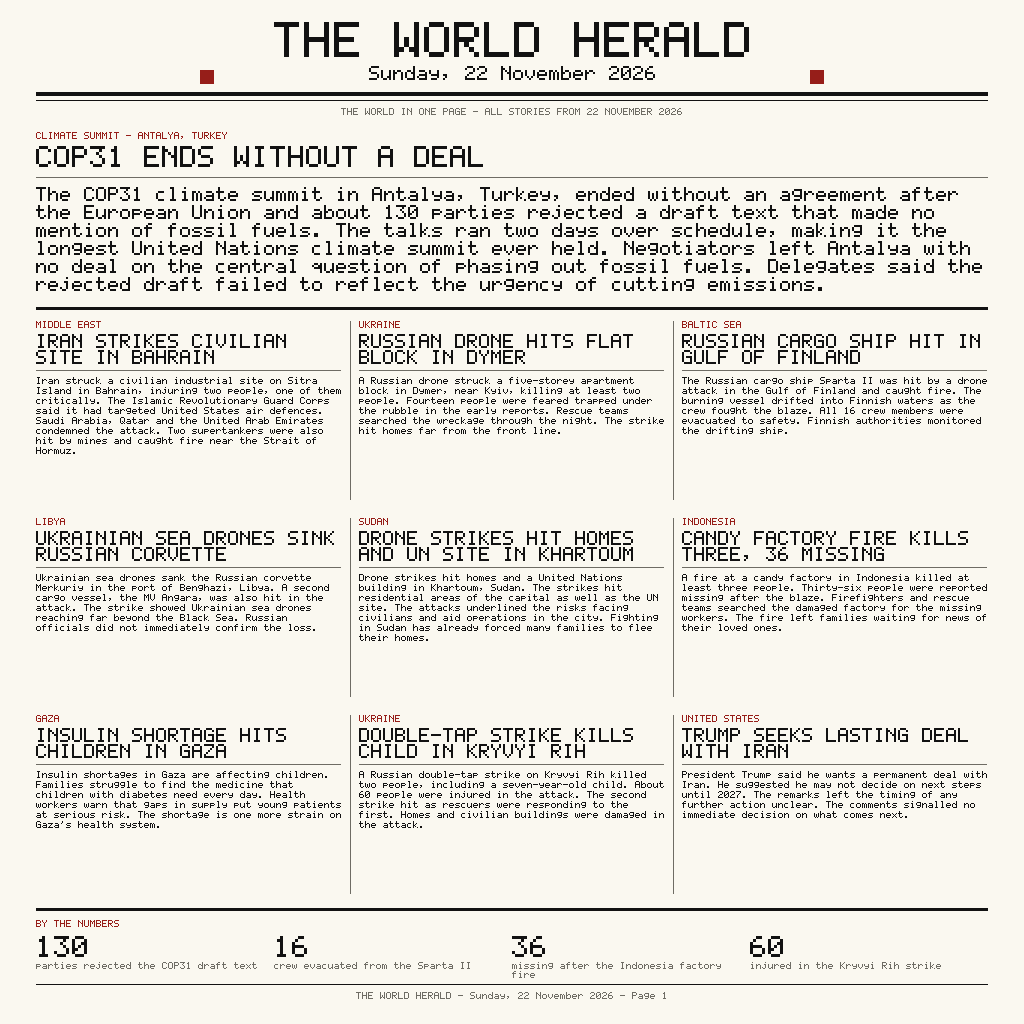 THE WORLD HERALD
Sunday, 22 November 2026
THE WORLD IN ONE PAGE — ALL STORIES FROM 22 NOVEMBER 2026
CLIMATE SUMMIT — ANTALYA, TURKEY
COP31 ENDS WITHOUT A DEAL
The COP31 climate summit in Antalya, Turkey, ended without an agreement after
the European Union and about 130 parties rejected a draft text that made no
mention of fossil fuels. The talks ran two days over schedule, making it the
longest United Nations climate summit ever held. Negotiators left Antalya with
no deal on the central question of phasing out fossil fuels. Delegates said the
rejected draft failed to reflect the urgency of cutting emissions.
MIDDLE EAST
IRAN STRIKES CIVILIAN
SITE IN BAHRAIN
Iran struck a civilian industrial site on Sitra
Island in Bahrain, injuring two people, one of them
critically. The Islamic Revolutionary Guard Corps
said it had targeted United States air defences.
Saudi Arabia, Qatar and the United Arab Emirates
condemned the attack. Two supertankers were also
hit by mines and caught fire near the Strait of
Hormuz.
UKRAINE
RUSSIAN DRONE HITS FLAT
BLOCK IN DYMER
A Russian drone struck a five-storey apartment
block in Dymer, near Kyiv, killing at least two
people. Fourteen people were feared trapped under
the rubble in the early reports. Rescue teams
searched the wreckage through the night. The strike
hit homes far from the front line.
BALTIC SEA
RUSSIAN CARGO SHIP HIT IN
GULF OF FINLAND
The Russian cargo ship Sparta II was hit by a drone
attack in the Gulf of Finland and caught fire. The
burning vessel drifted into Finnish waters as the
crew fought the blaze. All 16 crew members were
evacuated to safety. Finnish authorities monitored
the drifting ship.
LIBYA
UKRAINIAN SEA DRONES SINK
RUSSIAN CORVETTE
Ukrainian sea drones sank the Russian corvette
Merkuriy in the port of Benghazi, Libya. A second
cargo vessel, the MV Angara, was also hit in the
attack. The strike showed Ukrainian sea drones
reaching far beyond the Black Sea. Russian
officials did not immediately confirm the loss.
SUDAN
DRONE STRIKES HIT HOMES
AND UN SITE IN KHARTOUM
Drone strikes hit homes and a United Nations
building in Khartoum, Sudan. The strikes hit
residential areas of the capital as well as the UN
site. The attacks underlined the risks facing
civilians and aid operations in the city. Fighting
in Sudan has already forced many families to flee
their homes.
INDONESIA
CANDY FACTORY FIRE KILLS
THREE, 36 MISSING
A fire at a candy factory in Indonesia killed at
least three people. Thirty-six people were reported
missing after the blaze. Firefighters and rescue
teams searched the damaged factory for the missing
workers. The fire left families waiting for news of
their loved ones.
GAZA
INSULIN SHORTAGE HITS
CHILDREN IN GAZA
Insulin shortages in Gaza are affecting children.
Families struggle to find the medicine that
children with diabetes need every day. Health
workers warn that gaps in supply put young patients
at serious risk. The shortage is one more strain on
Gaza's health system.
UKRAINE
DOUBLE-TAP STRIKE KILLS
CHILD IN KRYVYI RIH
A Russian double-tap strike on Kryvyi Rih killed
two people, including a seven-year-old child. About
60 people were injured in the attack. The second
strike hit as rescuers were responding to the
first. Homes and civilian buildings were damaged in
the attack.
UNITED STATES
TRUMP SEEKS LASTING DEAL
WITH IRAN
President Trump said he wants a permanent deal with
Iran. He suggested he may not decide on next steps
until 2027. The remarks left the timing of any
further action unclear. The comments signalled no
immediate decision on what comes next.
BY THE NUMBERS
130
parties rejected the COP31 draft text
16
crew evacuated from the Sparta II
36
missing after the Indonesia factory
fire
60
injured in the Kryvyi Rih strike
THE WORLD HERALD — Sunday, 22 November 2026 — Page 1